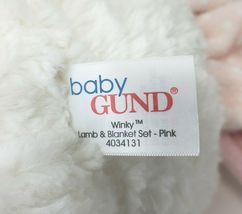 baby
GUND®
Winky™
Lamb & Blanket Set - Pink
4034131